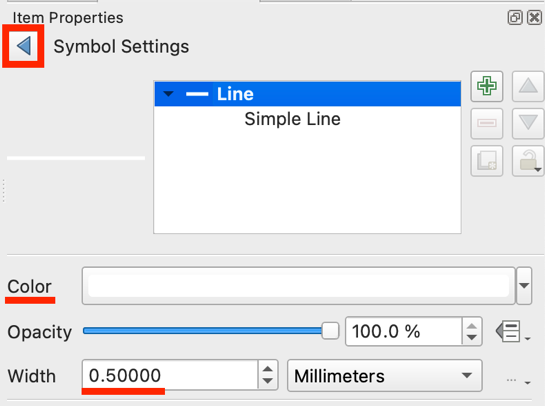 Item Properties
Symbol Settings
Line
Simple Line
Color
Opacity 100.0 %
Width 0.50000 Millimeters ...